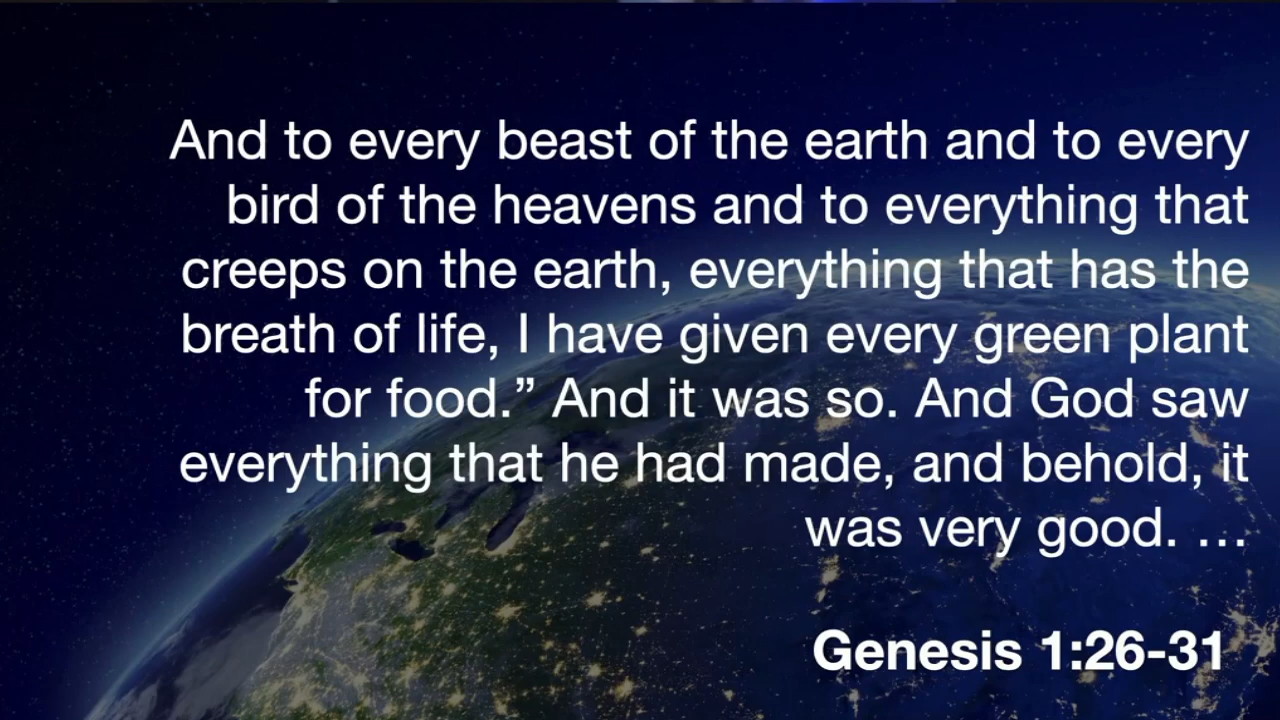 And to every beast of the earth and to every
bird of the heavens and to everything that
creeps on the earth, everything that has the
breath of life, I have given every green plant
for food.” And it was so. And God saw
everything that he had made, and behold, it
was very good. …
Genesis 1:26-31